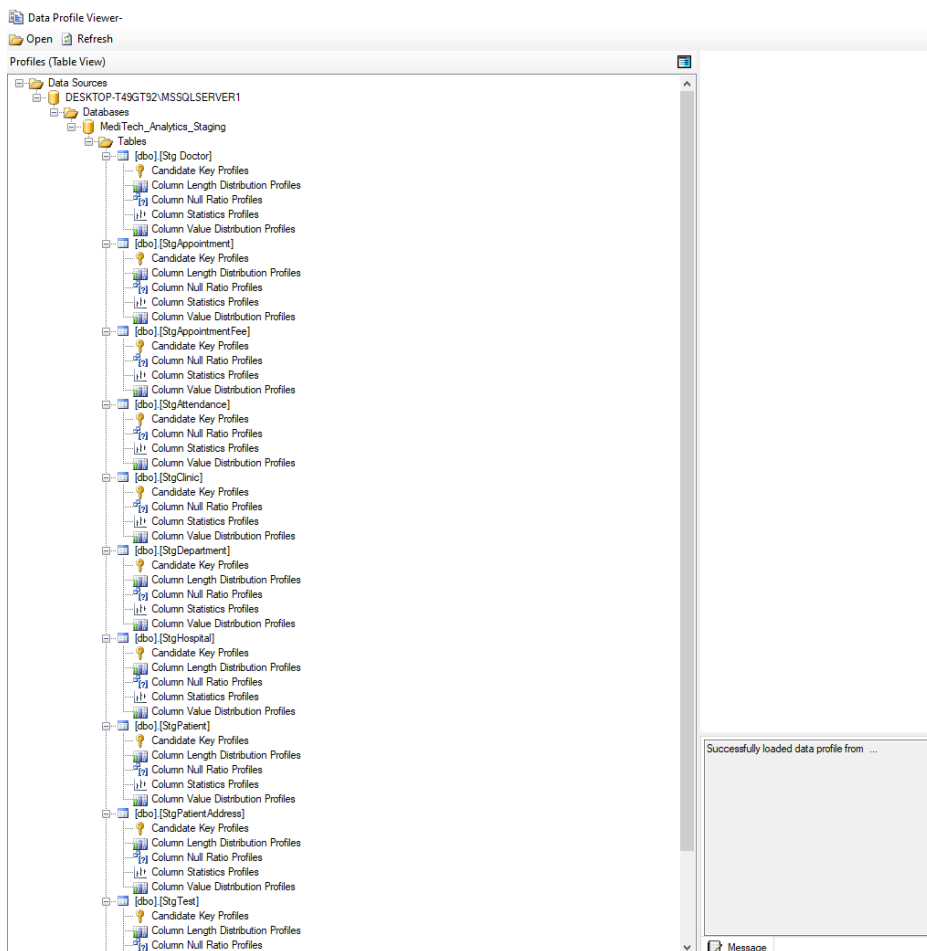 Data Profile Viewer-
Open Refresh
Profiles (Table View)
Data Sources
DESKTOP-T49GT92\MSSQLSERVER1
Databases
MediTech_Analytics_Staging
Tables
[dbo].[Stg Doctor]
Candidate Key Profiles
Column Length Distribution Profiles
Column Null Ratio Profiles
Column Statistics Profiles
Column Value Distribution Profiles
[dbo].[StgAppointment]
Candidate Key Profiles
Column Length Distribution Profiles
Column Null Ratio Profiles
Column Statistics Profiles
Column Value Distribution Profiles
[dbo].[StgAppointmentFee]
Candidate Key Profiles
Column Null Ratio Profiles
Column Statistics Profiles
Column Value Distribution Profiles
[dbo].[StgAttendance]
Candidate Key Profiles
Column Null Ratio Profiles
Column Statistics Profiles
Column Value Distribution Profiles
[dbo].[StgClinic]
Candidate Key Profiles
Column Null Ratio Profiles
Column Statistics Profiles
Column Value Distribution Profiles
[dbo].[StgDepartment]
Candidate Key Profiles
Column Length Distribution Profiles
Column Null Ratio Profiles
Column Statistics Profiles
Column Value Distribution Profiles
[dbo].[StgHospital]
Candidate Key Profiles
Column Length Distribution Profiles
Column Null Ratio Profiles
Column Statistics Profiles
Column Value Distribution Profiles
[dbo].[StgPatient]
Candidate Key Profiles
Column Length Distribution Profiles
Column Null Ratio Profiles
Column Statistics Profiles
Column Value Distribution Profiles
[dbo].[StgPatientAddress]
Candidate Key Profiles
Column Length Distribution Profiles
Column Null Ratio Profiles
Column Statistics Profiles
Column Value Distribution Profiles
[dbo].[StgTest]
Candidate Key Profiles
Column Length Distribution Profiles
Column Null Ratio Profiles
Successfully loaded data profile from ...
Message